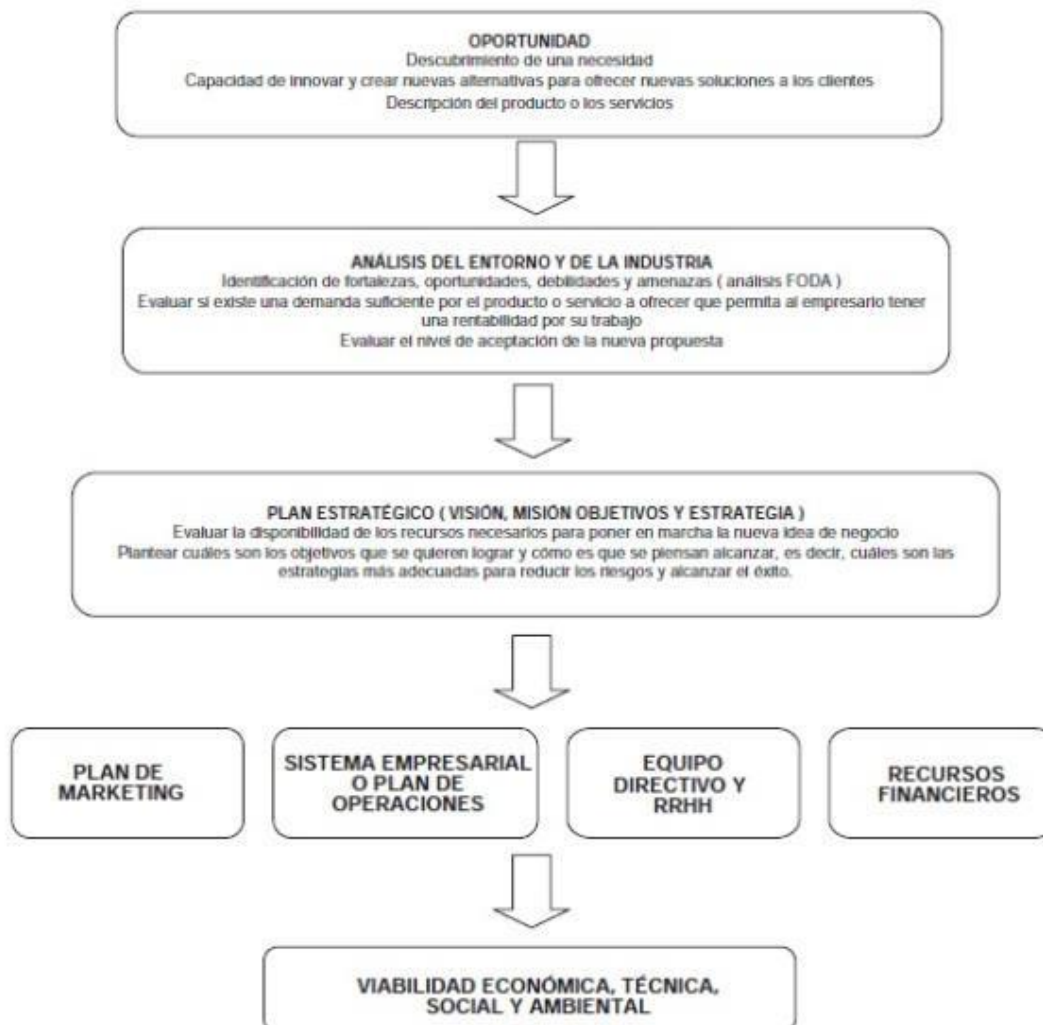 OPORTUNIDAD
Descubrimiento de una necesidad
Capacidad de innovar y crear nuevas alternativas para ofrecer nuevas soluciones a los clientes
Descripción del producto o los servicios
ANÁLISIS DEL ENTORNO Y DE LA INDUSTRIA
Identificación de fortalezas, oportunidades, debilidades y amenazas ( análisis FODA )
Evaluar si existe una demanda suficiente por el producto o servicio a ofrecer que permita al empresario tener
una rentabilidad por su trabajo
Evaluar el nivel de aceptación de la nueva propuesta
PLAN ESTRATÉGICO ( VISIÓN, MISIÓN OBJETIVOS Y ESTRATEGIA )
Evaluar la disponibilidad de los recursos necesarios para poner en marcha la nueva idea de negocio
Plantear cuáles son los objetivos que se quieren lograr y cómo es que se piensan alcanzar, es decir, cuáles son las
estrategias más adecuadas para reducir los riesgos y alcanzar el éxito.
PLAN DE
MARKETING
SISTEMA EMPRESARIAL
O PLAN DE
OPERACIONES
EQUIPO
DIRECTIVO Y
RRHH
RECURSOS
FINANCIEROS
VIABILIDAD ECONÓMICA, TÉCNICA,
SOCIAL Y AMBIENTAL